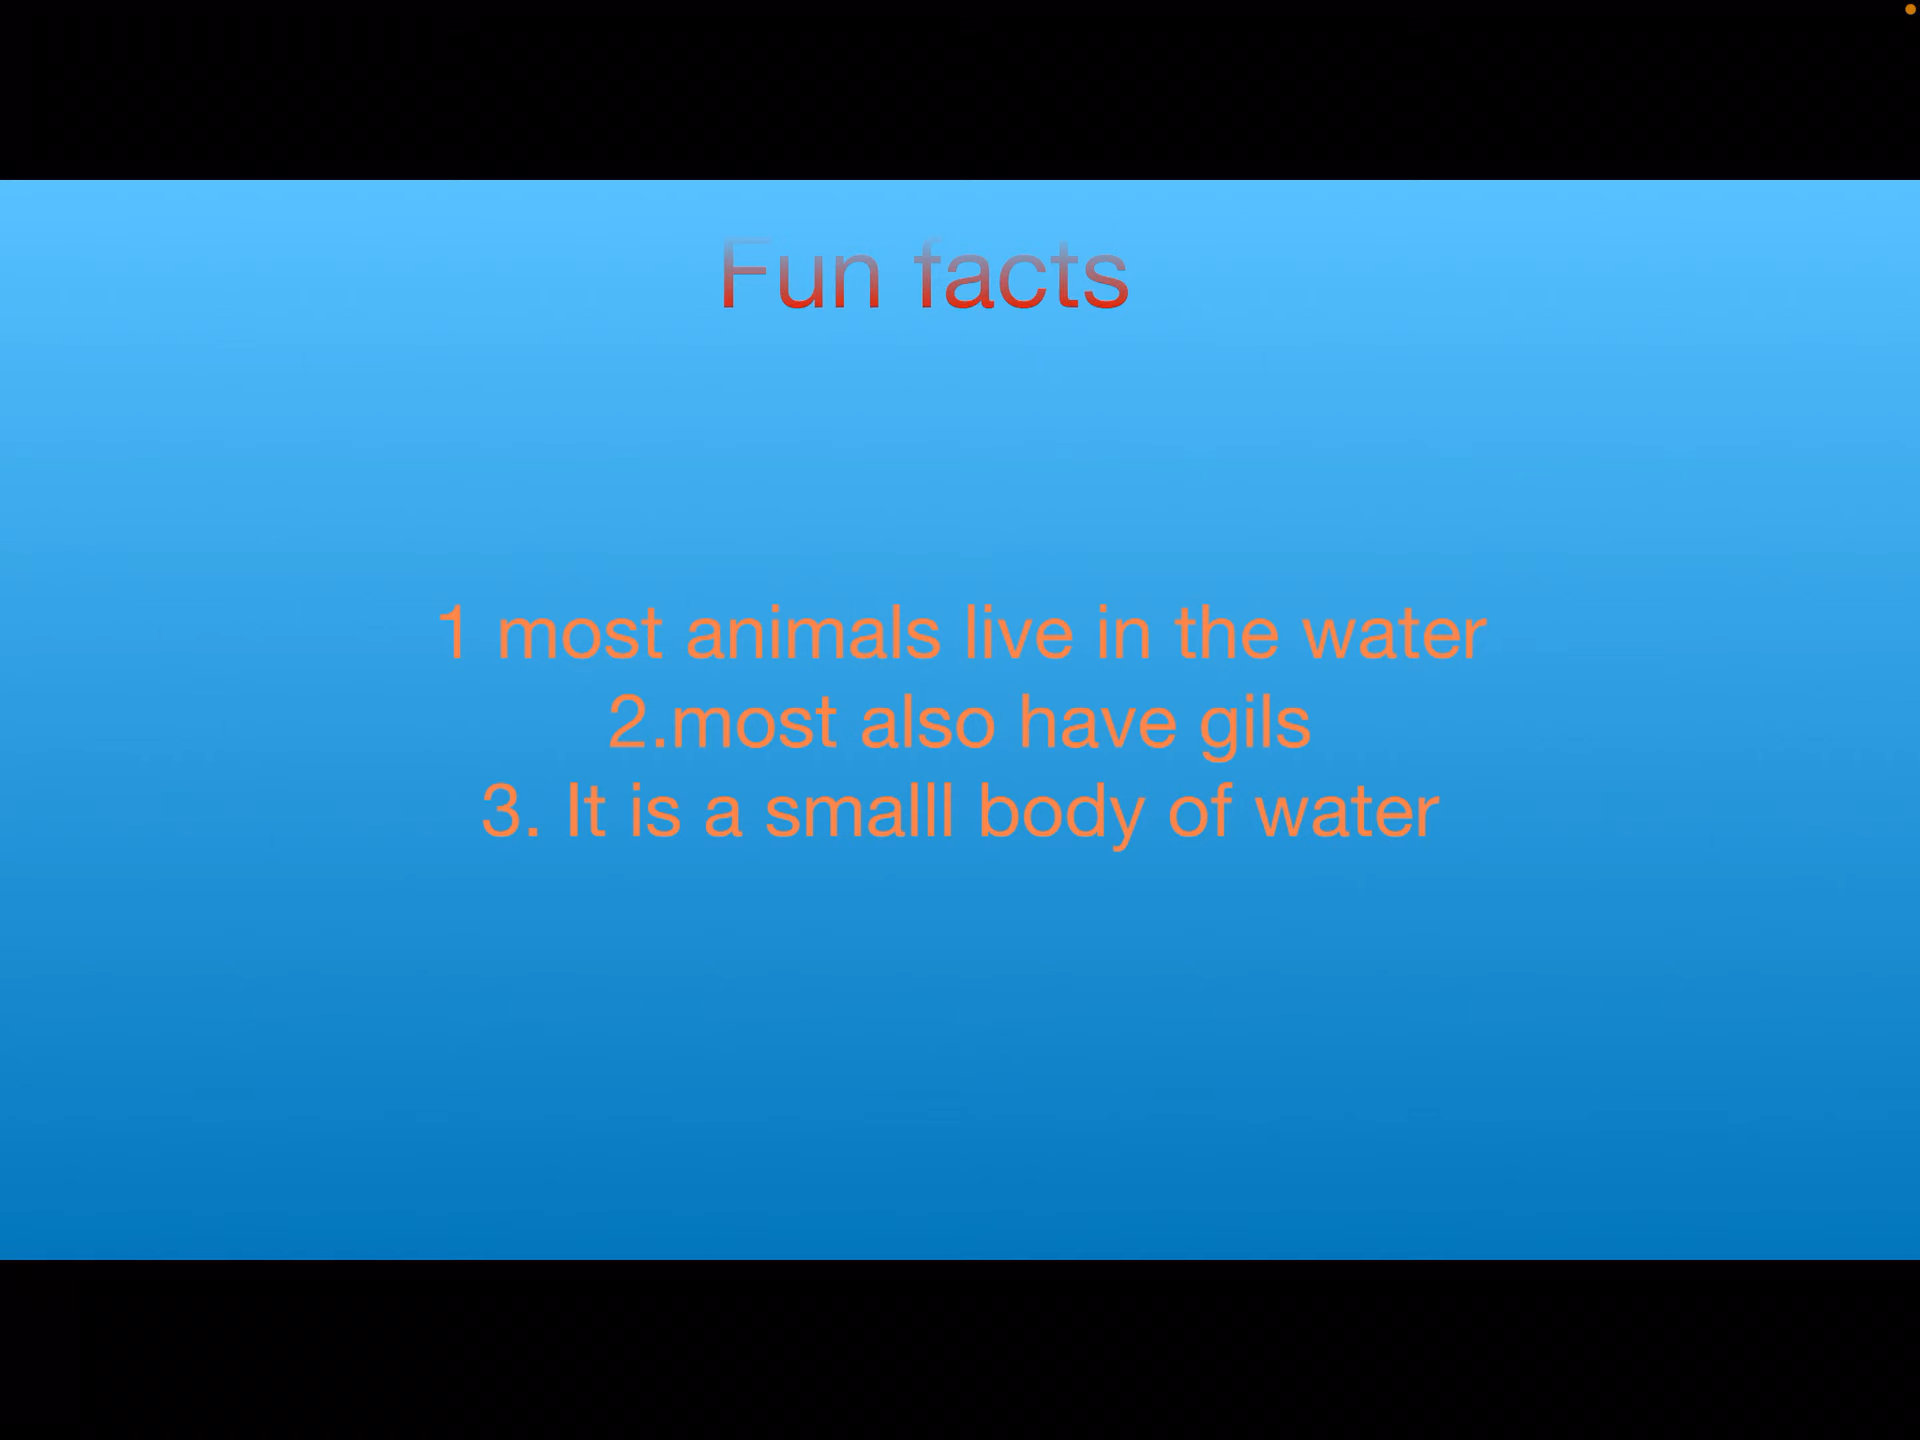 Fun facts
1 most animals live in the water
2.most also have gils
3. It is a smalll body of water